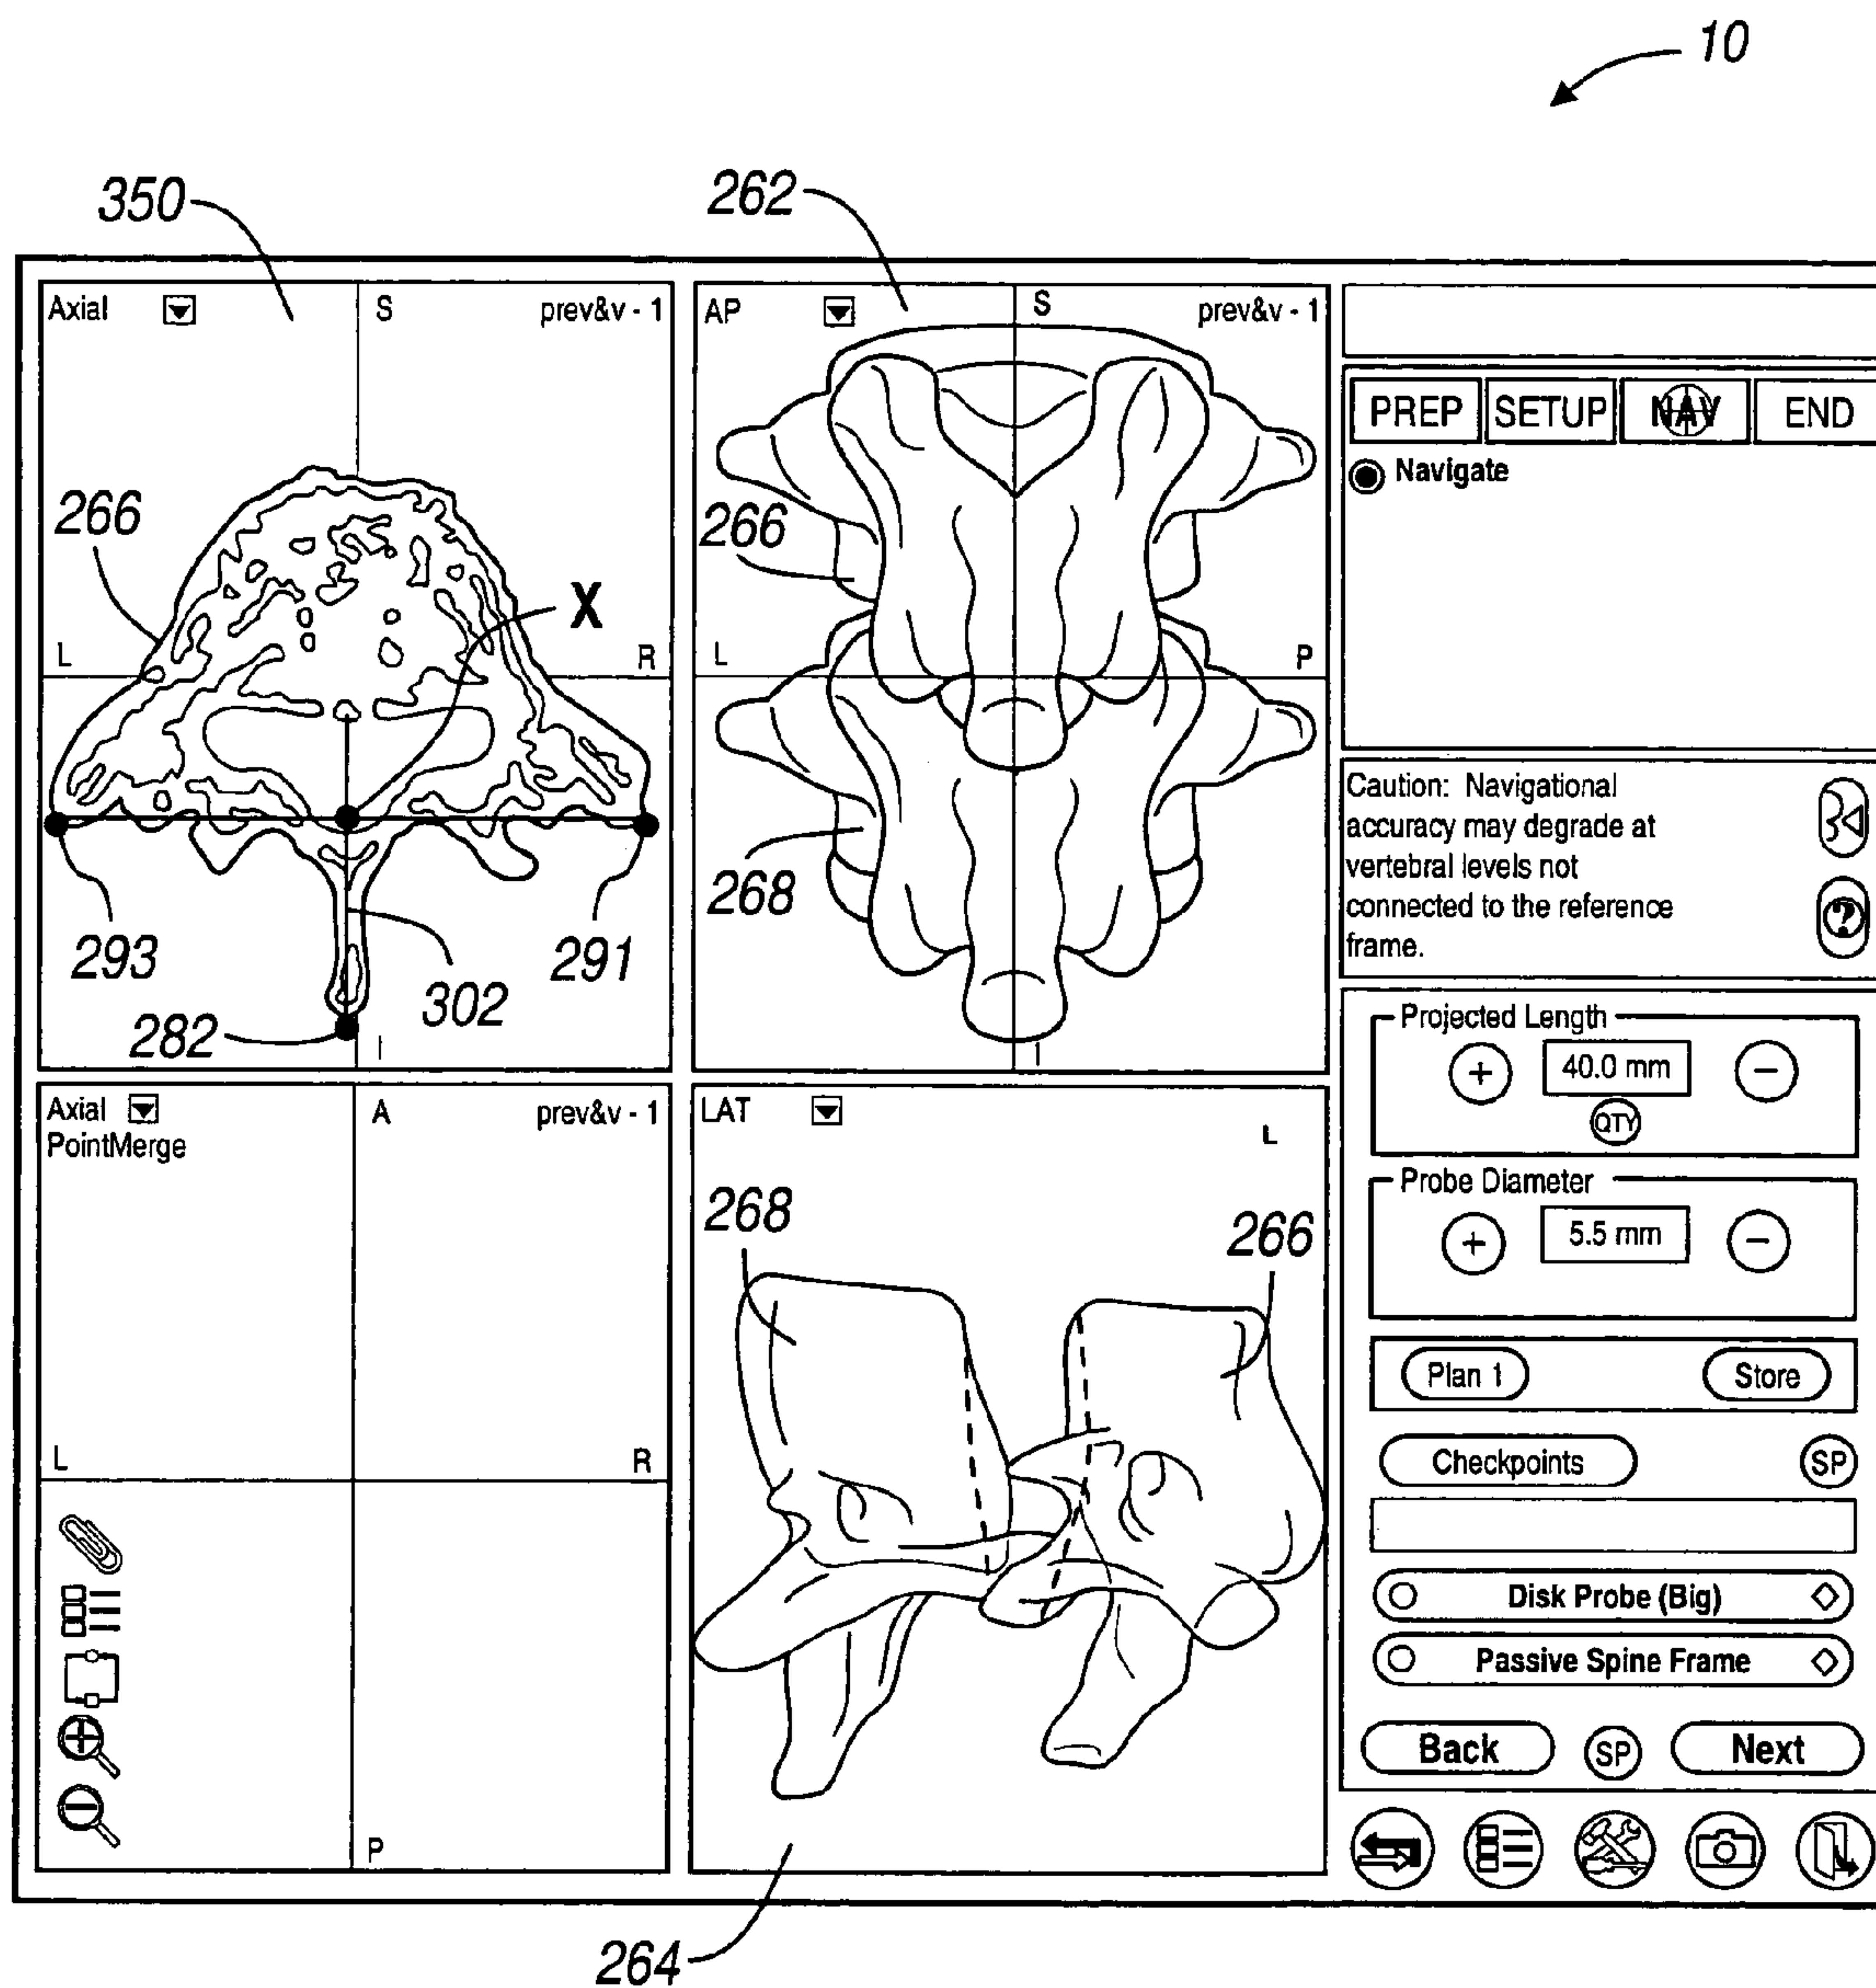 10
350
262
Axial S prev&v - 1
266
X
L R
293
291
302
282
I
AP S prev&v - 1
266
L P
268
I
Axial A prev&v - 1
PointMerge
L R
P
LAT
L
268
266
264
PREP SETUP NAV END
Navigate
Caution: Navigational
accuracy may degrade at
vertebral levels not
connected to the reference
frame.
?
Projected Length
+ 40.0 mm −
QTY
Probe Diameter
+ 5.5 mm −
Plan 1 Store
Checkpoints SP
Disk Probe (Big)
Passive Spine Frame
Back SP Next